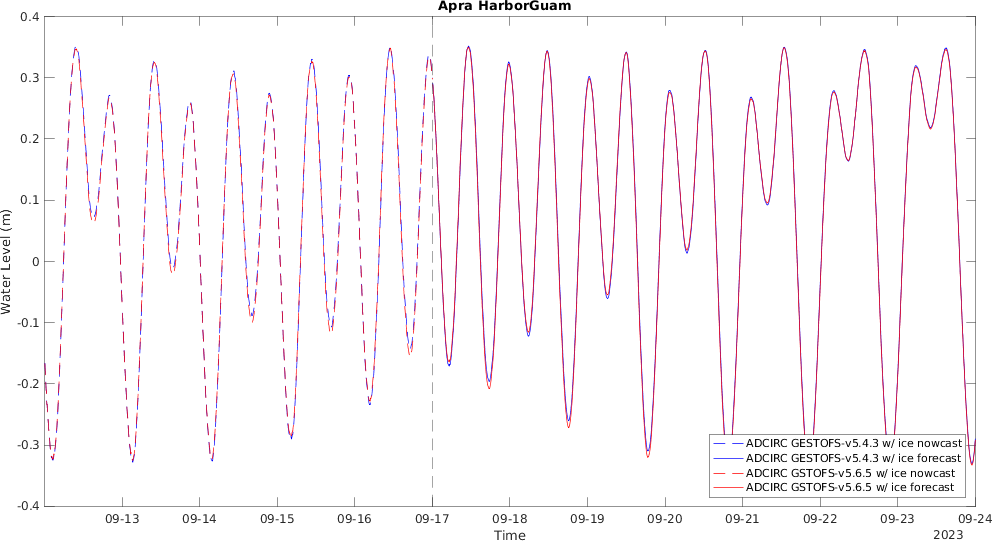 Apra HarborGuam
0.4
0.3
0.2
0.1
0
-0.1
-0.2
-0.3
-0.4
Water Level (m)
ADCIRC GESTOFS-v5.4.3 w/ ice nowcast
ADCIRC GESTOFS-v5.4.3 w/ ice forecast
ADCIRC GSTOFS-v5.6.5 w/ ice nowcast
ADCIRC GSTOFS-v5.6.5 w/ ice forecast
09-13 09-14 09-15 09-16 09-17 09-18 09-19 09-20 09-21 09-22 09-23 09-24
Time
2023